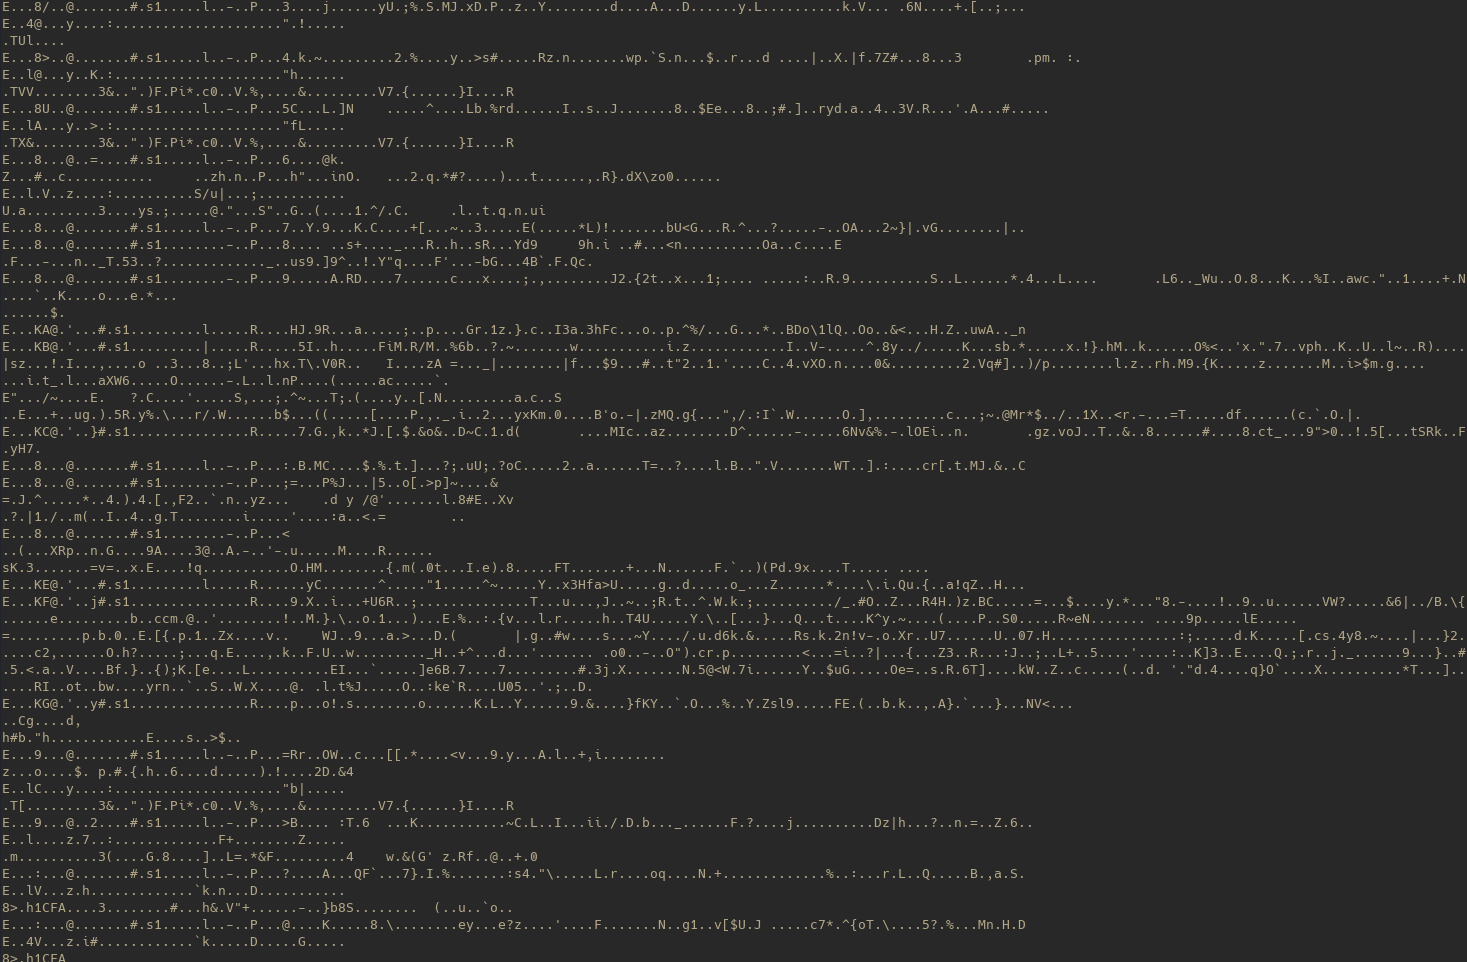 E...8/..@.......#.s1.....l..-..P...3....j......yU.;%.S.MJ.xD.P..z..Y........d....A...D......y.L..........k.V... .6N....+.[..;...
E..4@...y....:.....................".!.....
.TUl....
E...8>..@.......#.s1.....l..-..P...4.k.~.........2.%....y..>s#.....Rz.n.......wp.`S.n...$..r...d ....|..X.|f.7Z#...8...3        .pm. :.
E..l@...y..K.:....................."h......
.TVV........3&..".)F.Pi*.c0..V.%,....&.........V7.{......}I....R
E...8U..@.......#.s1.....l..-..P...5C...L.]N    .....^....Lb.%rd......I..s..J.......8..$Ee...8..;#.]..ryd.a..4..3V.R...'.A...#.....
E..lA...y..>.:....................."fL.....
.TX&........3&..".)F.Pi*.c0..V.%,....&.........V7.{......}I....R
E...8...@..=....#.s1.....l..-..P...6....@k.
Z...#..c...........     ..zh.n..P...h"...inO.   ...2.q.*#?....)...t......,.R}.dX\zo0......
E..l.V..z....:..........S/u|...;...........
U.a.........3....ys.;.....@."...S"..G..(....1.^/.C.     .l..t.q.n.ui
E...8...@.......#.s1.....l..-..P...7..Y.9...K.C....+[...~..3.....E(.....*L)!.......bU<G...R.^...?.....-..OA...2~}|.vG........|..
E...8...@.......#.s1.....l..-..P...8.... ..s+...._...R..h..sR...Yd9     9h.i ..#...<n..........Oa..c....E
.F...-...n.._T.53..?............._..us9.]9^..!.Y"q....F'...-bG...4B`.F.Qc.
E...8...@.......#.s1........-..P...9.....A.RD....7......c...x....;.,........J2.{2t..x...1;..........:..R.9..........S..L......*.4...L....       .L6.._Wu..O.8...K...%I..awc."..1....+.N
....`..K....o...e.*...
......$.
E...KA@.'...#.s1.........l.....R....HJ.9R...a.....;..p....Gr.1z.}.c..I3a.3hFc...o..p.^%/...G...*..BDo\1lQ..Oo..&<...H.Z..uwA.._n
E...KB@.'...#.s1.........|.....R.....5I..h.....FiM.R/M..%6b..?.~.......w...........i.z............I..V-.....^.8y../.....K...sb.*.....x.!}.hM..k......O%<..'x.".7..vph..K..U..l~..R)....
|sz...!.I...,....o ..3...8..;L'...hx.T\.V0R..   I....zA =..._|........|f...$9...#..t"2..1.'....C..4.vXO.n....0&.........2.Vq#]..)/p........l.z..rh.M9.{K.....z.......M..i>$m.g....
...i.t_.l...aXW6.....O......-.L..l.nP....(.....ac.....`.
E".../~....E.   ?.C....'.....S,...;.^~...T;.(....y..[.N.........a.c..S
..E...+..ug.).5R.y%.\...r/.W......b$...((.....[....P.,._.i..2...yxKm.0....B'o.-|.zMQ.g{...",/.:I`.W......O.],.........c...;~.@Mr*$../..1X..<r.-...=T.....df......(c.`.O.|.
E...KC@.'..}#.s1...............R.....7.G.,k..*J.[.$.&o&..D~C.1.d(       ....MIc..az........D^......-.....6Nv&%.-.lOEi..n.       .gz.voJ..T..&..8......#....8.ct_...9">0..!.5[...tSRk..F
.yH7.
E...8...@.......#.s1.....l..-..P...:.B.MC....$.%.t.]...?;.uU;.?oC.....2..a......T=..?....l.B..".V.......WT..].:....cr[.t.MJ.&..C
E...8...@.......#.s1.....l..-..P...;=...P%J...|5..o[.>p]~....&
=.J.^.....*..4.).4.[.,F2..`.n..yz...    .d y /@'.......l.8#E..Xv
.?.|1./..m(..I..4..g.T........i.....'....:a..<.=        ..
E...8...@.......#.s1........-..P...<
..(...XRp..n.G....9A....3@..A.-..'-.u.....M....R......
sK.3.......=v=..x.E....!q...........O.HM........{.m(.0t...I.e).8.....FT.......+...N......F.`..)(Pd.9x....T..... ....
E...KE@.'...#.s1.........l.....R......yC.......^....."1.....^~.....Y..x3Hfa>U.....g..d.....o_...Z......*....\.i.Qu.{..a!qZ..H...
E...KF@.'..j#.s1...............R....9.X..i...+U6R..;..............T...u...,J..~..;R.t..^.W.k.;........./_.#O..Z...R4H.)z.BC.....=...$....y.*..."8.-....!..9..u......VW?.....&6|../B.\{
......e.........b..ccm.@..'........!..M.}.\..o.1...)...E.%..:.{v...l.r.....h..T4U.....Y.\..[...}...Q...t....K^y.~....(....P..S0.....R~eN....... ....9p.....lE.....
=.........p.b.0..E.[{.p.1..Zx....v..    WJ..9...a.>...D.(       |.g..#w....s...~Y..../.u.d6k.&.....Rs.k.2n!v-.o.Xr..U7......U..07.H................:;.....d.K.....[.cs.4y8.~....|...}2.
....c2,......O.h?.....;...q.E....,.k..F.U..w........_H..+^...d...'....... .o0..-..O").cr.p.........<...=i..?|...{...Z3..R...:J..;..L+..5....'....:..K]3..E....Q.;.r..j._......9...}..#
.5.<.a..V....Bf.}..{);K.[e....L..........EI...`.....]e6B.7....7.........#.3j.X.......N.5@<W.7i......Y..$uG.....Oe=..s.R.6T]....kW..Z..c.....(..d. '."d.4....q}O`....X..........*T...]..
....RI..ot..bw....yrn..`..S..W.X....@. .l.t%J.....O..:ke`R....U05..'.;..D.
E...KG@.'..y#.s1...............R....p...o!.s........o......K.L..Y......9.&....}fKY..`.O...%..Y.Zsl9.....FE.(..b.k..,.A}.`...}...NV<...
..Cg....d,
h#b."h............E....s..>$..
E...9...@.......#.s1.....l..-..P...=Rr..OW..c...[[.*....<v...9.y...A.l..+,i........
z...o....$. p.#.{.h..6....d.....).!....2D.&4
E..lC...y....:....................."b|.....
.T[.........3&..".)F.Pi*.c0..V.%,....&.........V7.{......}I....R
E...9...@..2....#.s1.....l..-..P...>B.... :T.6  ...K...........~C.L..I...ii./.D.b..._......F.?....j..........Dz|h...?..n.=..Z.6..
E..l....z.7..:.............F+........Z.....
.m..........3(....G.8....]..L=.*&F.........4    w.&(G' z.Rf..@..+.0
E...:...@.......#.s1.....l..-..P...?....A...QF`...7}.I.%.......:s4."\.....L.r....oq....N.+.............%..:...r.L..Q.....B.,a.S.
E..lV...z.h.............`k.n...D...........
8>.h1CFA....3........#...h&.V"+......-..}b8S........  (..u..`o..
E...:...@.......#.s1.....l..-..P...@....K.....8.\........ey...e?z....'....F.......N..g1..v[$U.J .....c7*.^{oT.\....5?.%...Mn.H.D
E..4V...z.i#............`k.....D.....G.....
8>.h1CFA